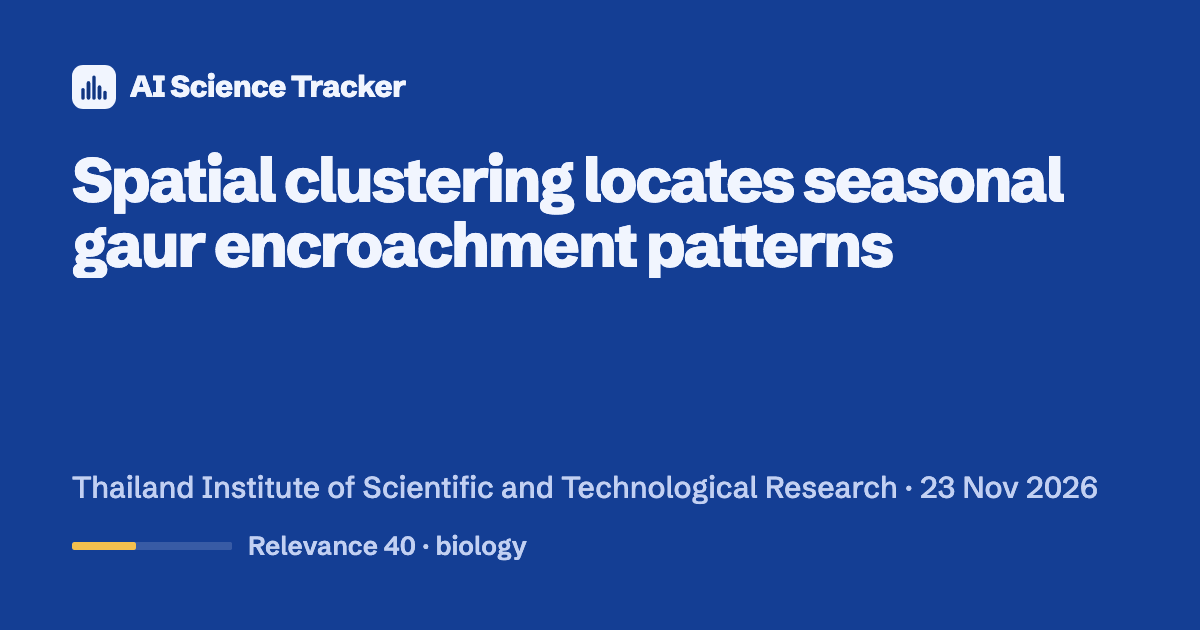 AI Science Tracker
Spatial clustering locates seasonal
gaur encroachment patterns
Thailand Institute of Scientific and Technological Research · 23 Nov 2026
Relevance 40 · biology